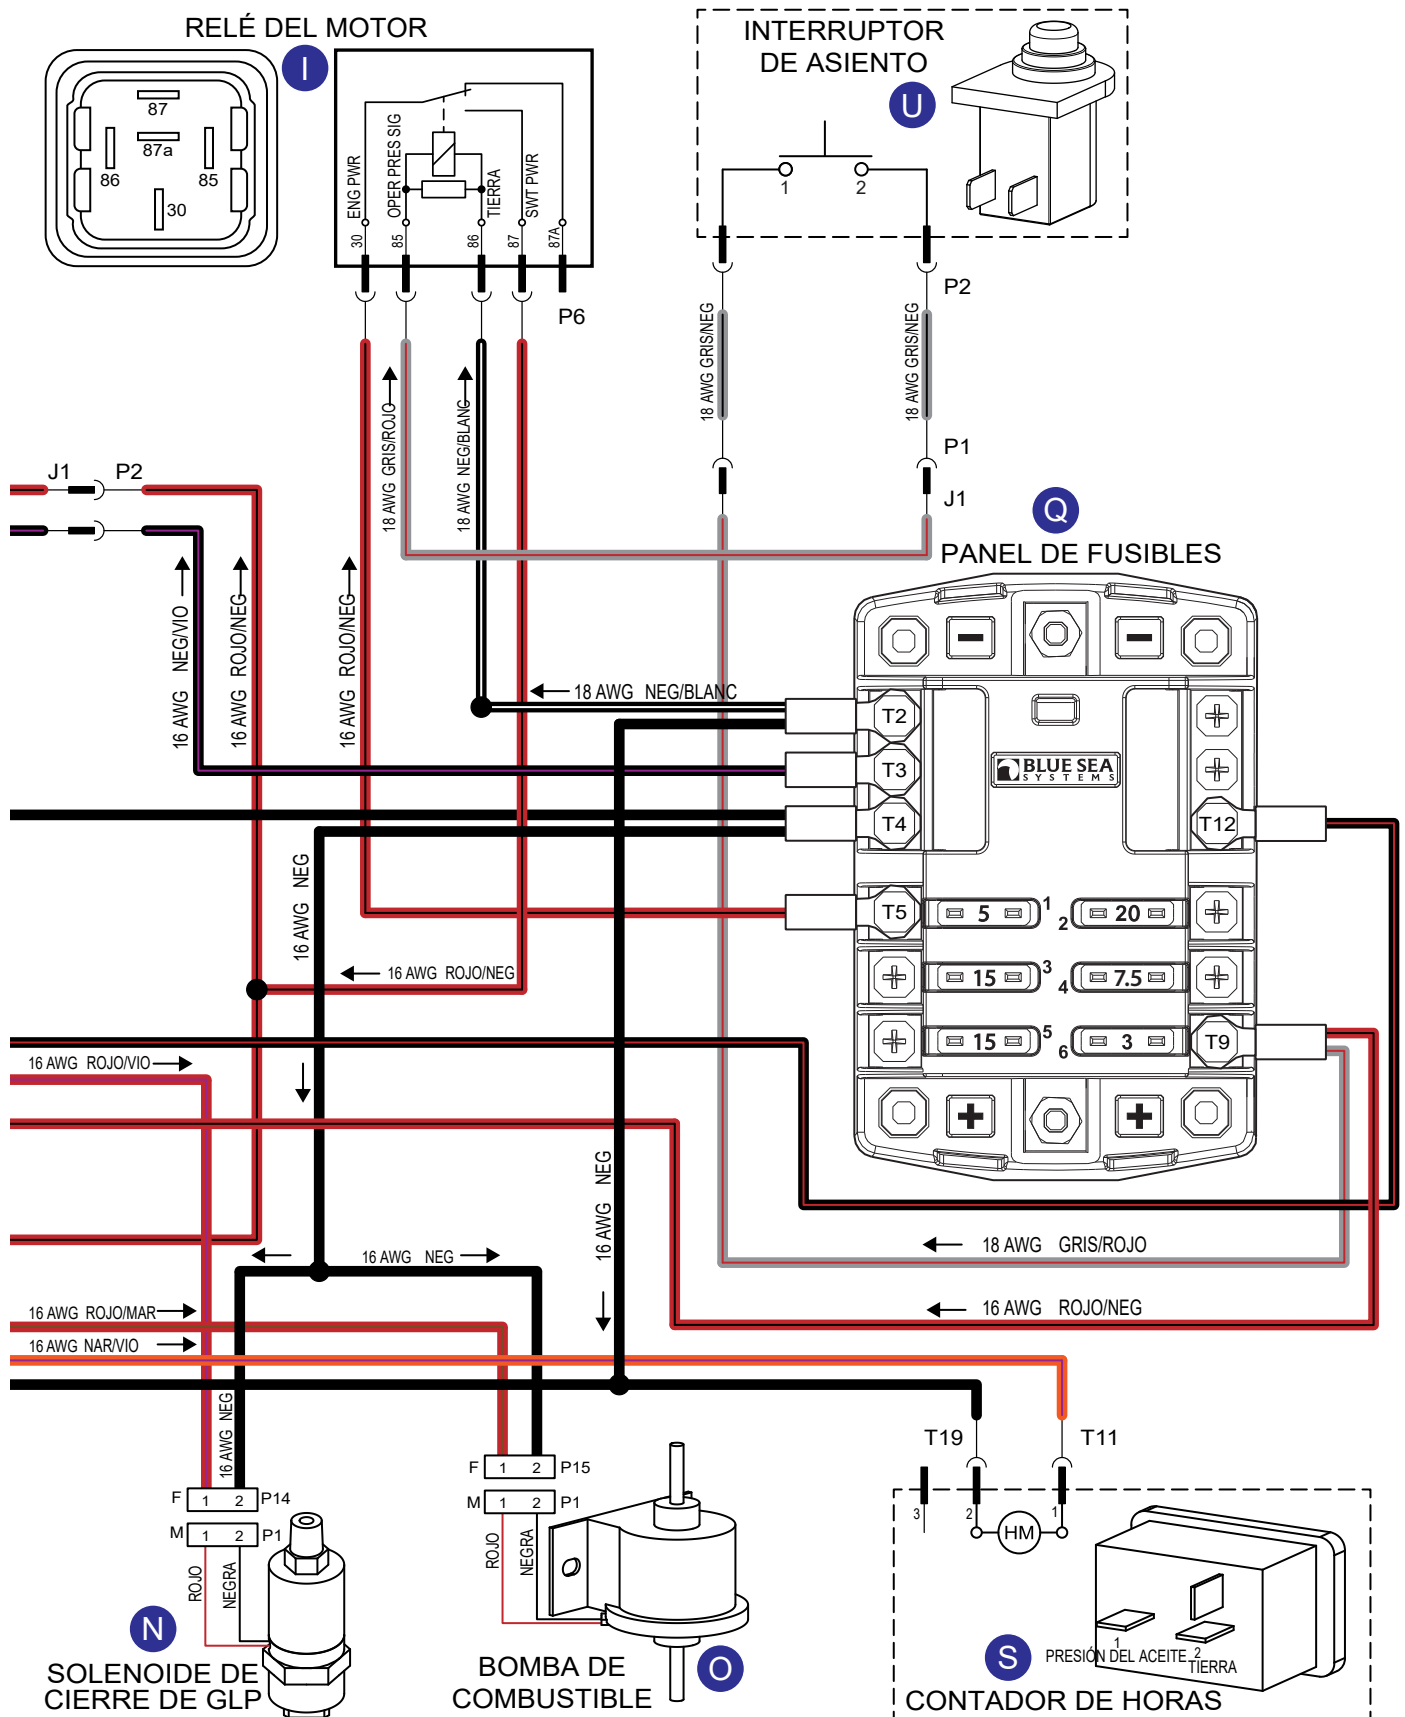 RELÉ DEL MOTOR
I
87
87a
86
85
30
ENG PWR
OPER PRES SIG
TIERRA
SWT PWR
30
85
86
87
87A
P6
INTERRUPTOR
DE ASIENTO
U
1
2
P2
18 AWG GRIS/NEG
18 AWG GRIS/NEG
P1
J1
18 AWG GRIS/ROJO
18 AWG NEG/BLANC
J1
P2
16 AWG NEG/VIO
16 AWG ROJO/NEG
16 AWG ROJO/NEG
Q
PANEL DE FUSIBLES
18 AWG NEG/BLANC
T2
T3
T4
T5
BLUE SEA
SYSTEMS
T12
5
1
2
20
15
3
4
7.5
15
5
6
3
T9
16 AWG NEG
16 AWG ROJO/NEG
16 AWG ROJO/VIO
16 AWG NEG
18 AWG GRIS/ROJO
16 AWG NEG
16 AWG ROJO/NEG
16 AWG ROJO/MAR
16 AWG NAR/VIO
16 AWG NEG
F
1
2
P14
M
1
2
P1
ROJO
NEGRA
N
SOLENOIDE DE
CIERRE DE GLP
F
1
2
P15
M
1
2
P1
ROJO
NEGRA
O
BOMBA DE
COMBUSTIBLE
T19
T11
3
2
1
HM
S
PRESIÓN DEL ACEITE
1
2
TIERRA
CONTADOR DE HORAS